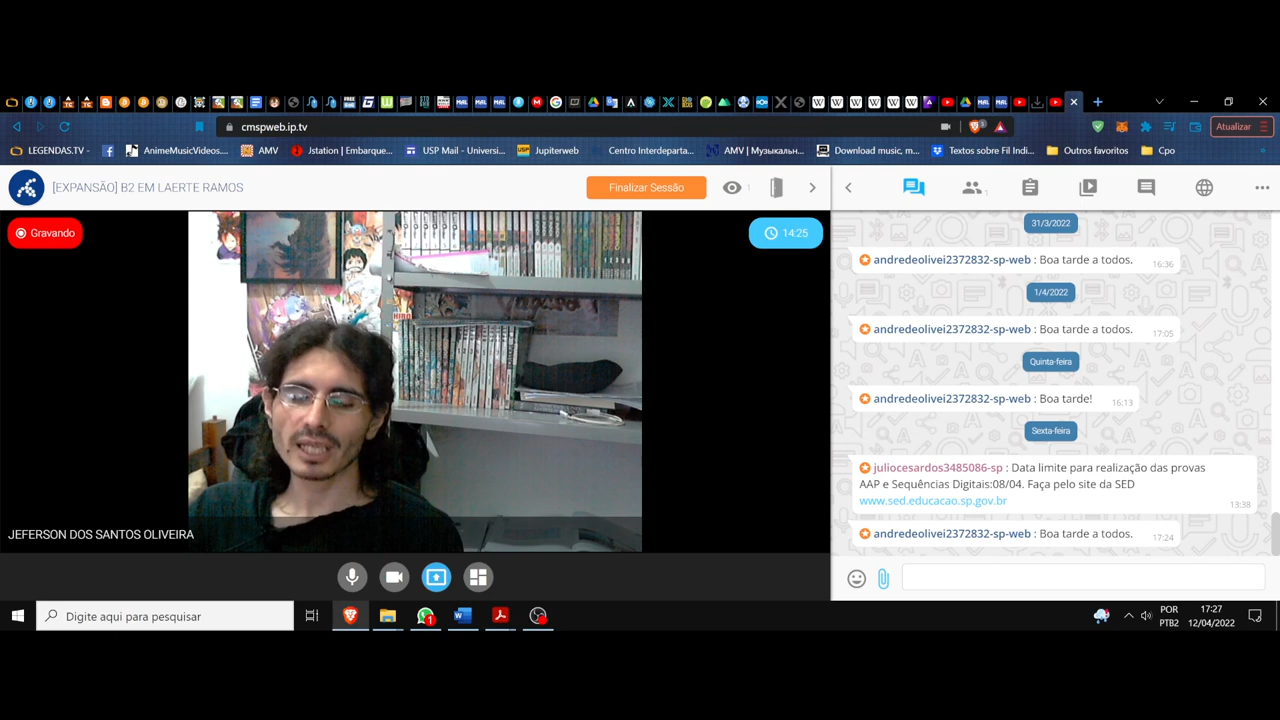 cmspweb.ip.tv
Atualizar
LEGENDAS.TV -
AnimeMusicVideos...
AMV
Jstation | Embarque...
USP Mail - Universi...
Jupiterweb
Centro Interdeparta...
AMV | Музыкальн...
Download music, m...
Textos sobre Fil Indi...
Outros favoritos
Cpo
[EXPANSÃO] B2 EM LAERTE RAMOS
Finalizar Sessão
1
1
Gravando
14:25
JEFERSON DOS SANTOS OLIVEIRA
31/3/2022
andredeolivei2372832-sp-web : Boa tarde a todos.
16:36
1/4/2022
andredeolivei2372832-sp-web : Boa tarde a todos.
17:05
Quinta-feira
andredeolivei2372832-sp-web : Boa tarde!
16:13
Sexta-feira
juliocesardos3485086-sp : Data limite para realização das provas
AAP e Sequências Digitais:08/04. Faça pelo site da SED
www.sed.educacao.sp.gov.br
13:38
andredeolivei2372832-sp-web : Boa tarde a todos.
17:24
Digite aqui para pesquisar
1
POR
PTB2
17:27
12/04/2022